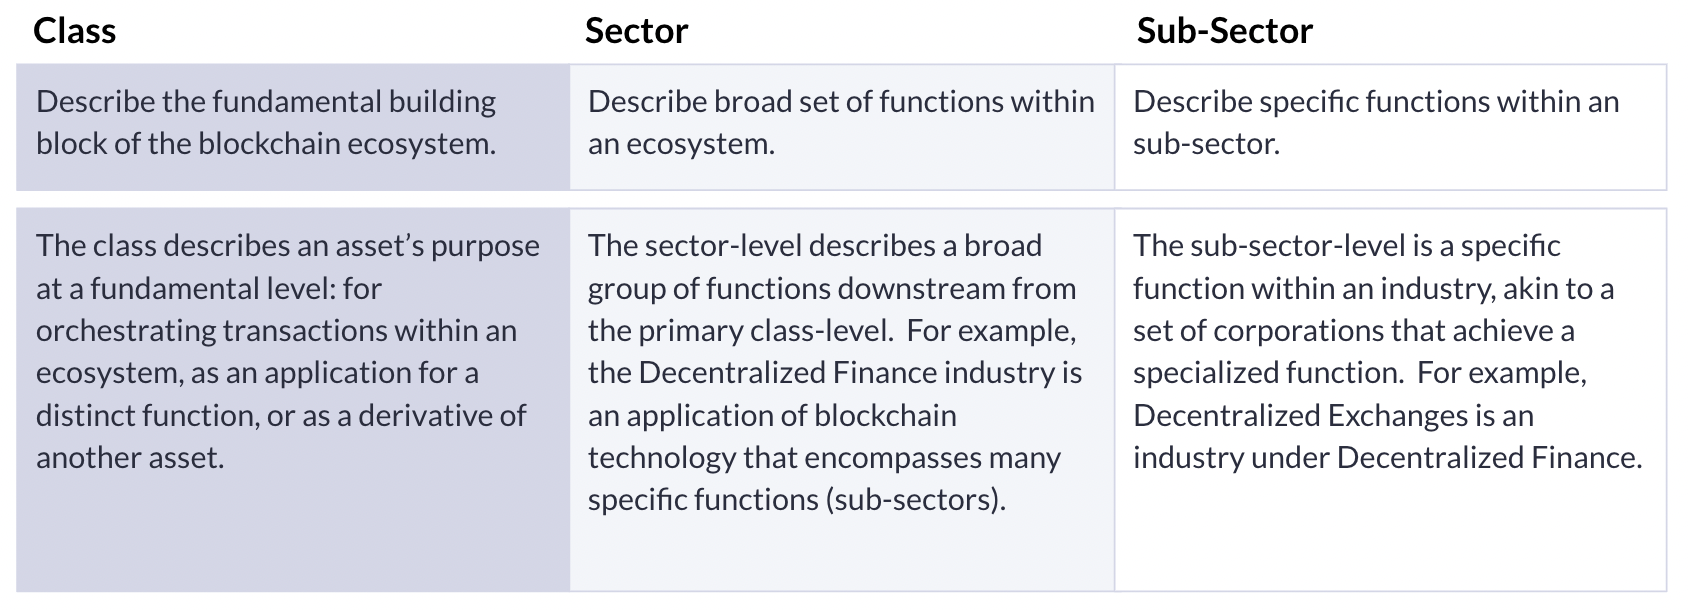 Class
Sector
Sub-Sector
Describe the fundamental building
block of the blockchain ecosystem.
Describe broad set of functions within
an ecosystem.
Describe specific functions within an
sub-sector.
The class describes an asset’s purpose
at a fundamental level: for
orchestrating transactions within an
ecosystem, as an application for a
distinct function, or as a derivative of
another asset.
The sector-level describes a broad
group of functions downstream from
the primary class-level.  For example,
the Decentralized Finance industry is
an application of blockchain
technology that encompasses many
specific functions (sub-sectors).
The sub-sector-level is a specific
function within an industry, akin to a
set of corporations that achieve a
specialized function.  For example,
Decentralized Exchanges is an
industry under Decentralized Finance.